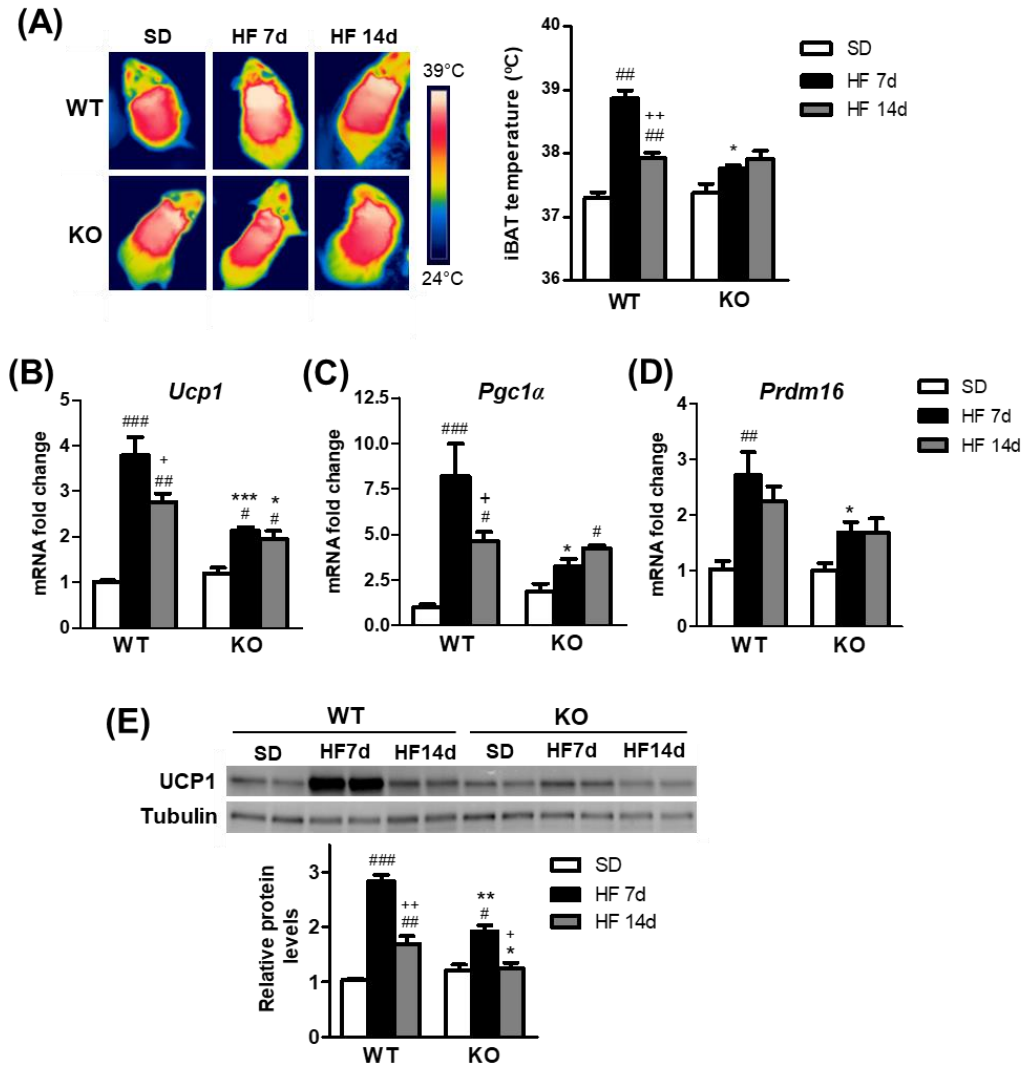 (A)
SD HF 7d HF 14d
WT
KO
39°C
24°C
iBAT temperature (ºC)
40
39
38
37
36
##
++
##
*
WT KO
SD
HF 7d
HF 14d
(B)
Ucp1
mRNA fold change
5
4
3
2
1
0
###
+
##
***
#
*
#
WT KO
(C)
Pgc1α
mRNA fold change
12.5
10.0
7.5
5.0
2.5
0.0
###
+
#
*
#
WT KO
(D)
Prdm16
mRNA fold change
4
3
2
1
0
##
*
WT KO
SD
HF 7d
HF 14d
(E)
WT KO
SD HF7d HF14d SD HF7d HF14d
UCP1
Tubulin
Relative protein
levels
3
2
1
0
###
++
##
**
#
+
*
WT KO
SD
HF 7d
HF 14d